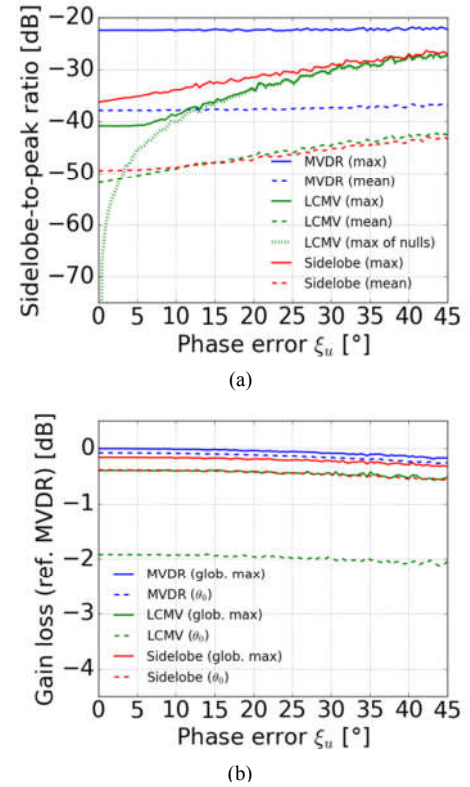 −20
−30
−40
−50
−60
−70
Sidelobe-to-peak ratio [dB]
MVDR (max)
MVDR (mean)
LCMV (max)
LCMV (mean)
LCMV (max of nulls)
Sidelobe (max)
Sidelobe (mean)
0 5 10 15 20 25 30 35 40 45
Phase error ξᵤ [°]
(a)
0
−1
−2
−3
−4
Gain loss (ref. MVDR) [dB]
MVDR (glob. max)
MVDR (θ₀)
LCMV (glob. max)
LCMV (θ₀)
Sidelobe (glob. max)
Sidelobe (θ₀)
0 5 10 15 20 25 30 35 40 45
Phase error ξᵤ [°]
(b)